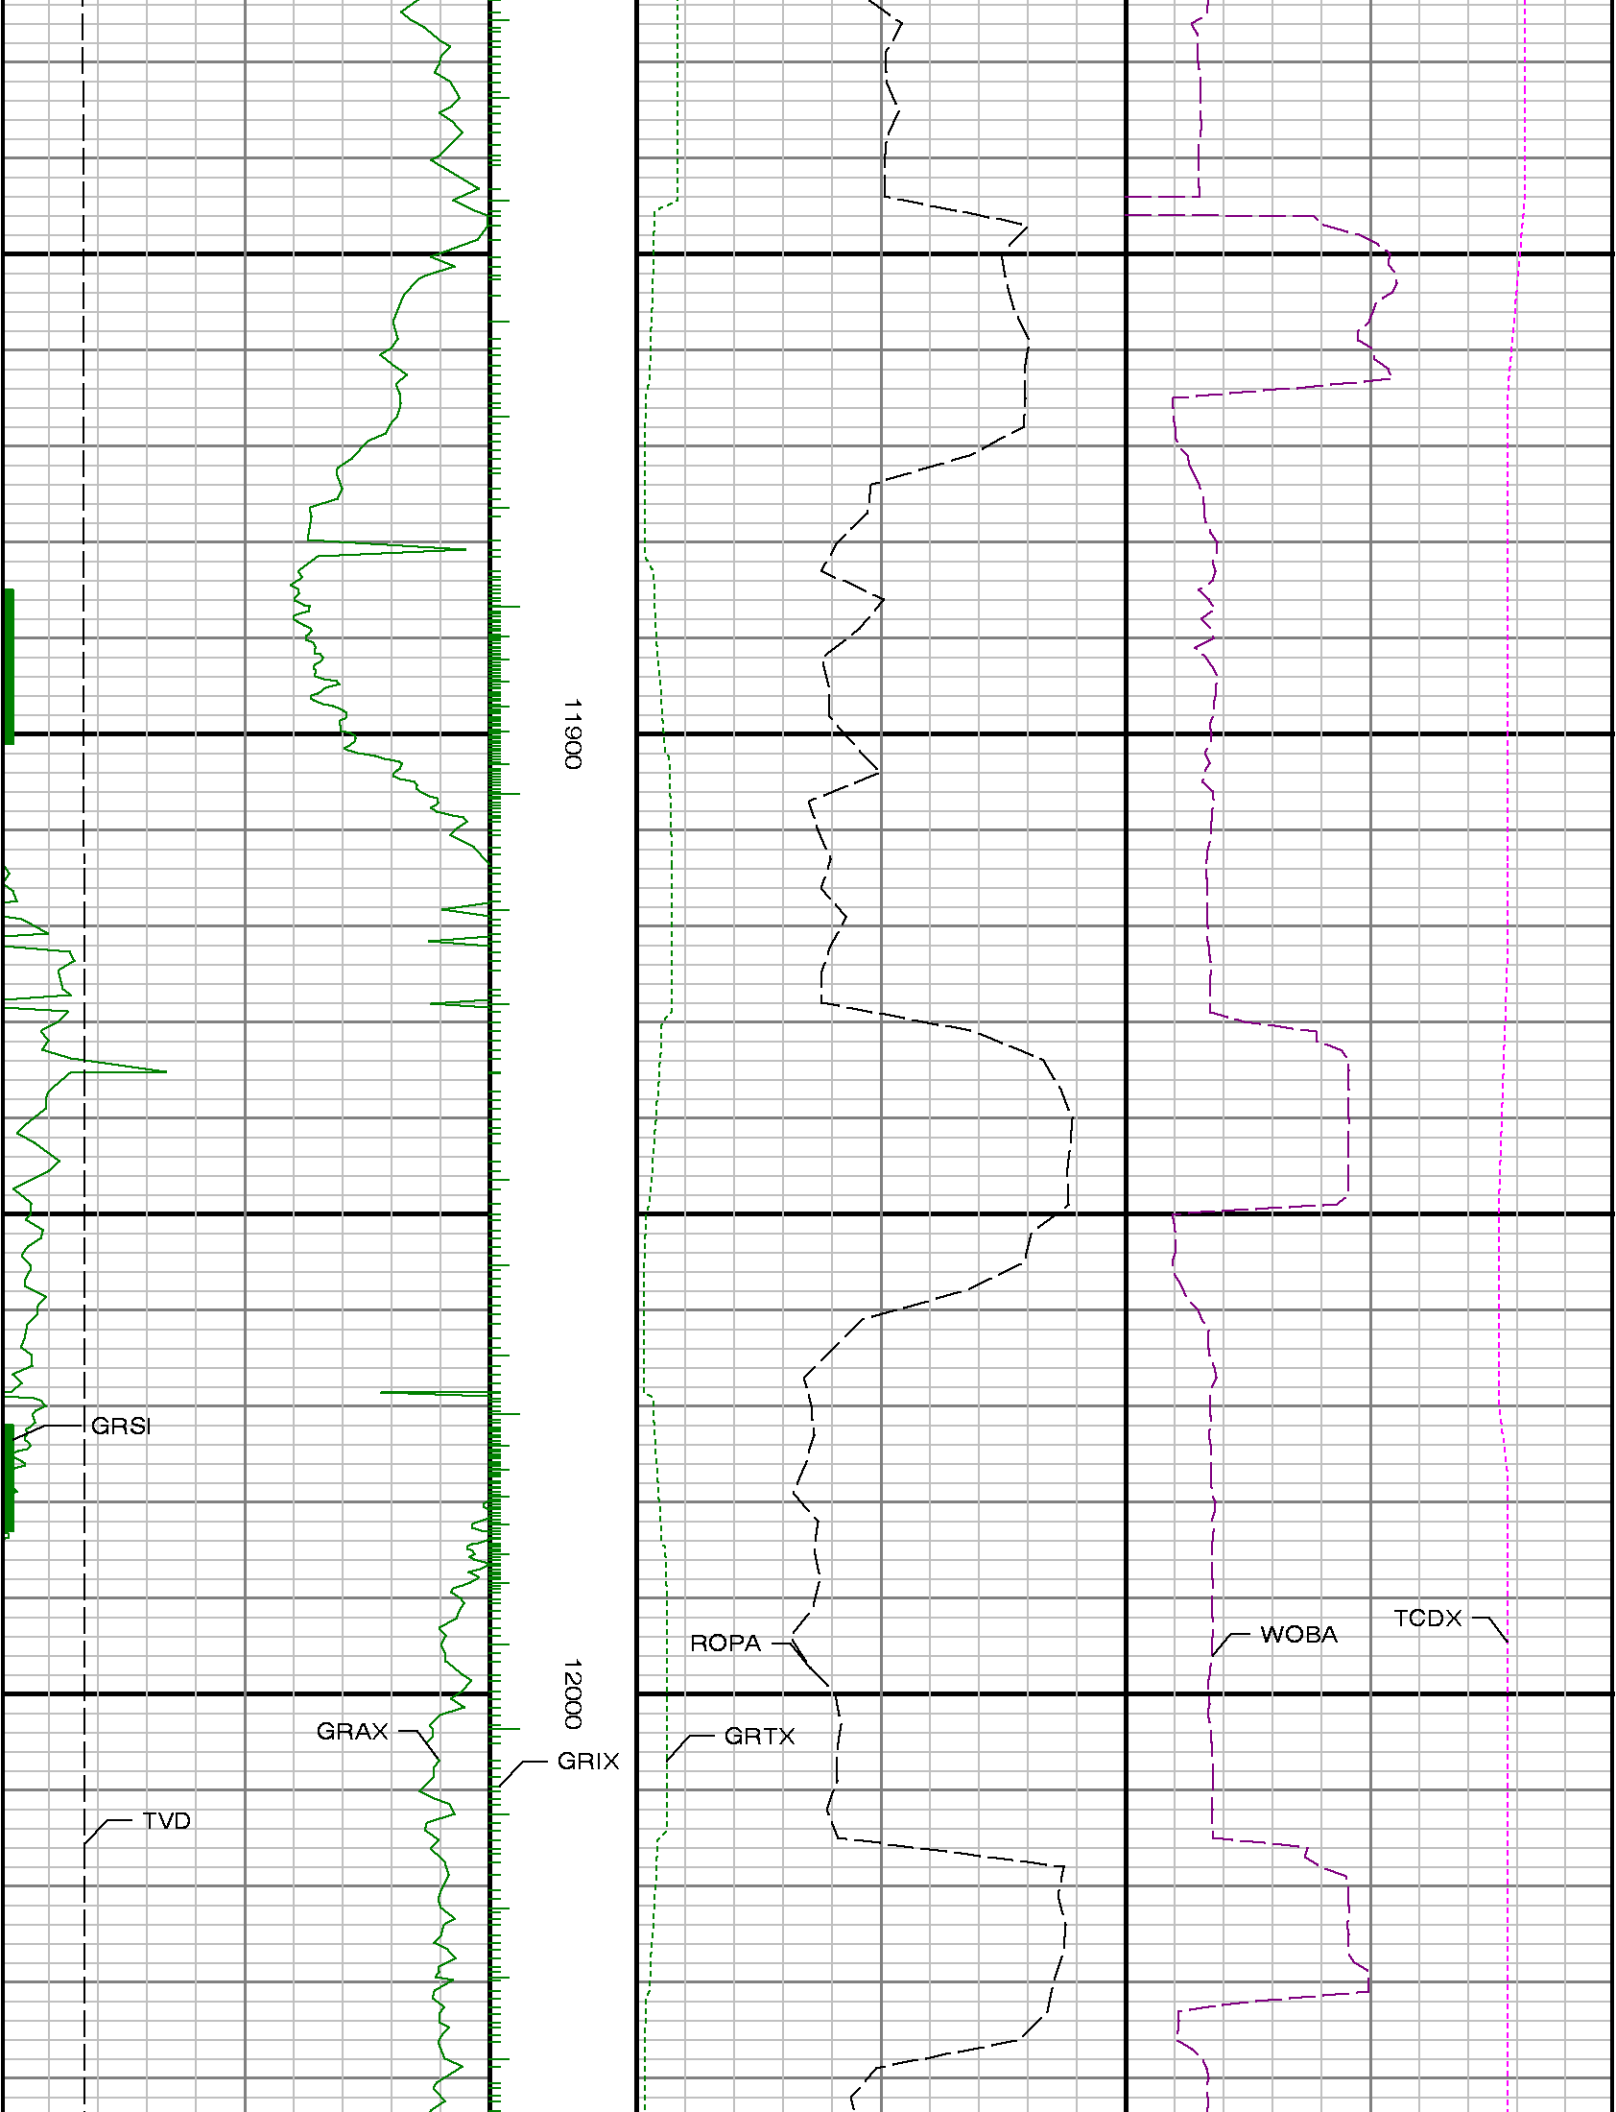 11900
GRSI
12000
TCDX
WOBA
ROPA
GRAX
GRTX
GRIX
TVD